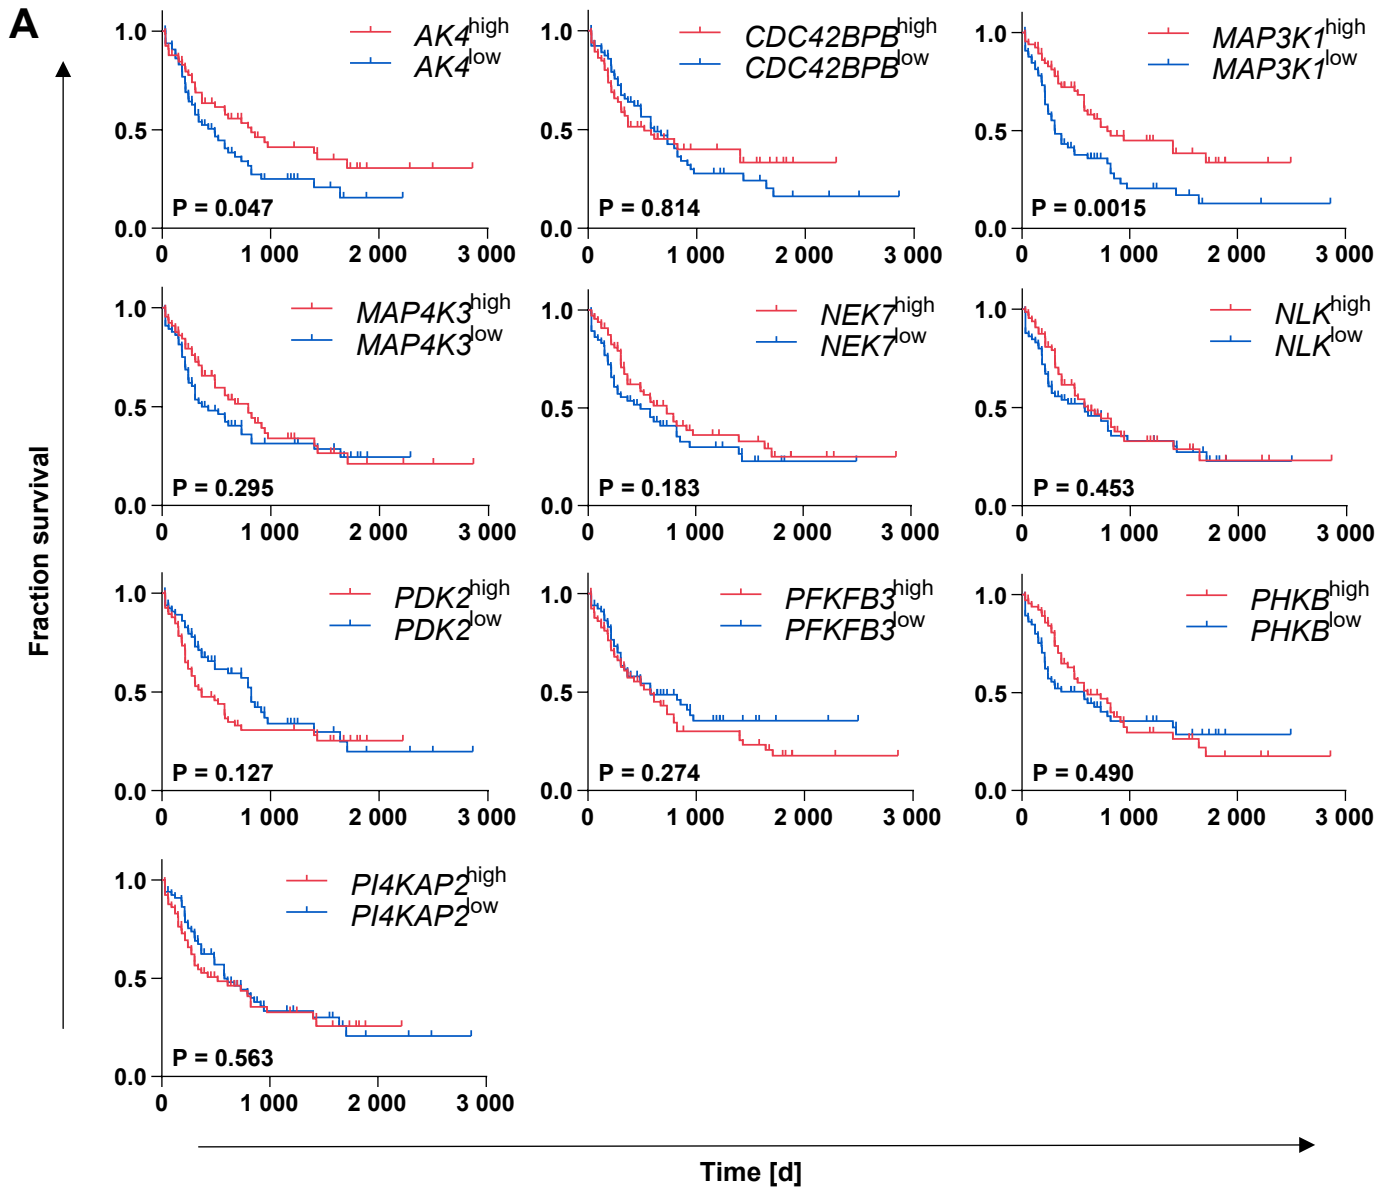 A
AK4high
AK4low
1.0
0.5
0.0
P = 0.047
0 1 000 2 000 3 000
CDC42BPBhigh
CDC42BPBlow
1.0
0.5
0.0
P = 0.814
0 1 000 2 000 3 000
MAP3K1high
MAP3K1low
1.0
0.5
0.0
P = 0.0015
0 1 000 2 000 3 000
MAP4K3high
MAP4K3low
1.0
0.5
0.0
P = 0.295
0 1 000 2 000 3 000
NEK7high
NEK7low
1.0
0.5
0.0
P = 0.183
0 1 000 2 000 3 000
NLKhigh
NLKlow
1.0
0.5
0.0
P = 0.453
0 1 000 2 000 3 000
PDK2high
PDK2low
1.0
0.5
0.0
P = 0.127
0 1 000 2 000 3 000
PFKFB3high
PFKFB3low
1.0
0.5
0.0
P = 0.274
0 1 000 2 000 3 000
PHKBhigh
PHKBlow
1.0
0.5
0.0
P = 0.490
0 1 000 2 000 3 000
PI4KAP2high
PI4KAP2low
1.0
0.5
0.0
P = 0.563
0 1 000 2 000 3 000
Fraction survival
Time [d]